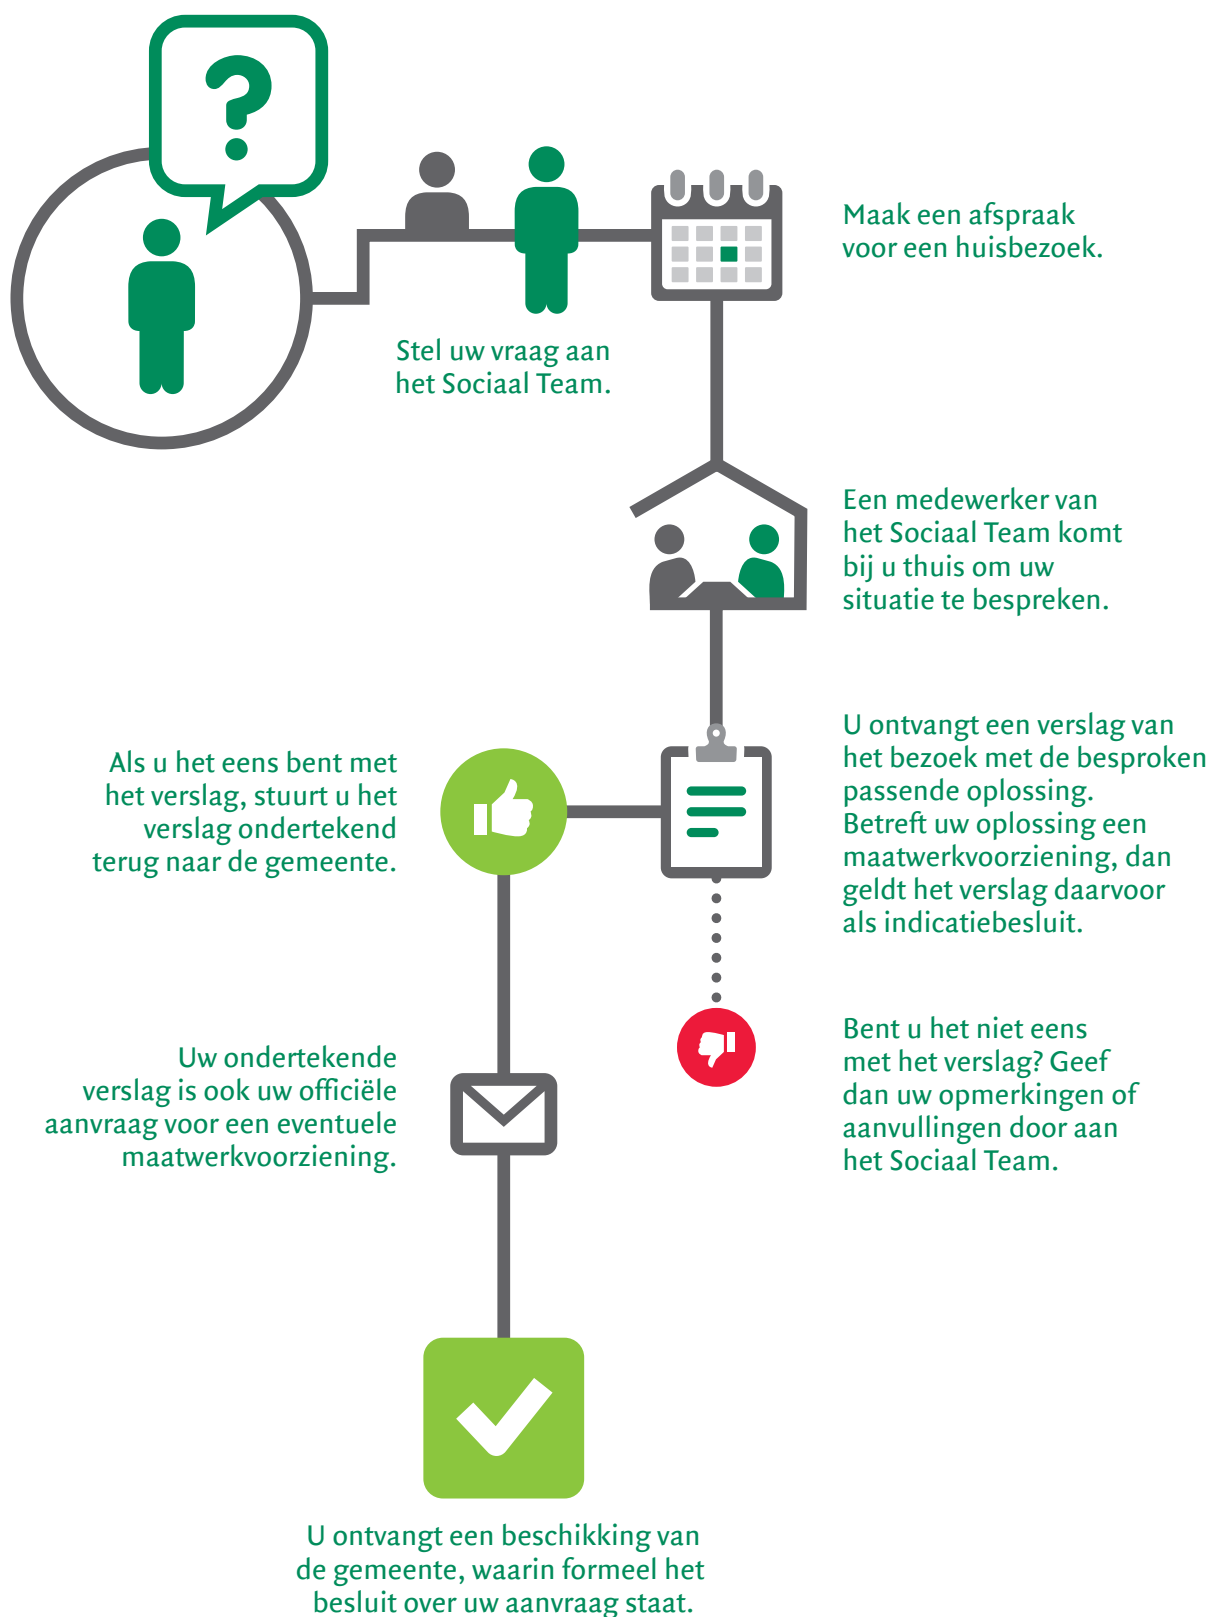 Stel uw vraag aan
het Sociaal Team.
Maak een afspraak
voor een huisbezoek.
Een medewerker van
het Sociaal Team komt
bij u thuis om uw
situatie te bespreken.
U ontvangt een verslag van
het bezoek met de besproken
passende oplossing.
Betreft uw oplossing een
maatwerkvoorziening, dan
geldt het verslag daarvoor
als indicatiebesluit.
Als u het eens bent met
het verslag, stuurt u het
verslag ondertekend
terug naar de gemeente.
Bent u het niet eens
met het verslag? Geef
dan uw opmerkingen of
aanvullingen door aan
het Sociaal Team.
Uw ondertekende
verslag is ook uw officiële
aanvraag voor een eventuele
maatwerkvoorziening.
U ontvangt een beschikking van
de gemeente, waarin formeel het
besluit over uw aanvraag staat.